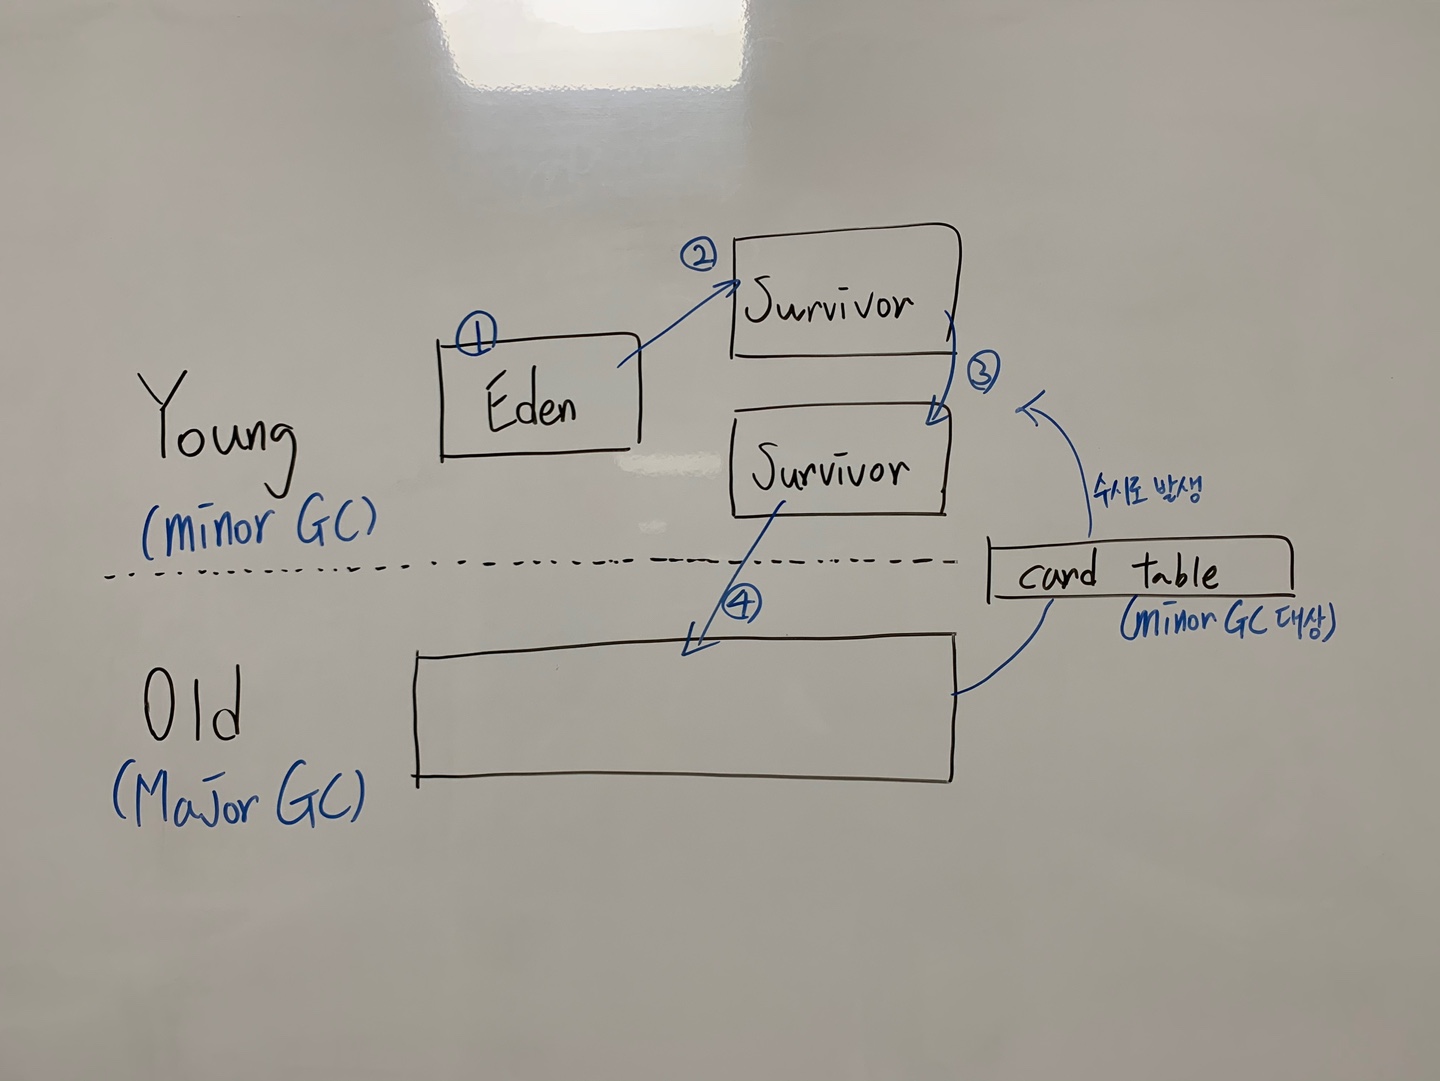 ②
Survivor
①
Eden
③
Young
(minor GC)
Survivor
수시로 발생
card table
(minor GC 대상)
④
Old
(Major GC)